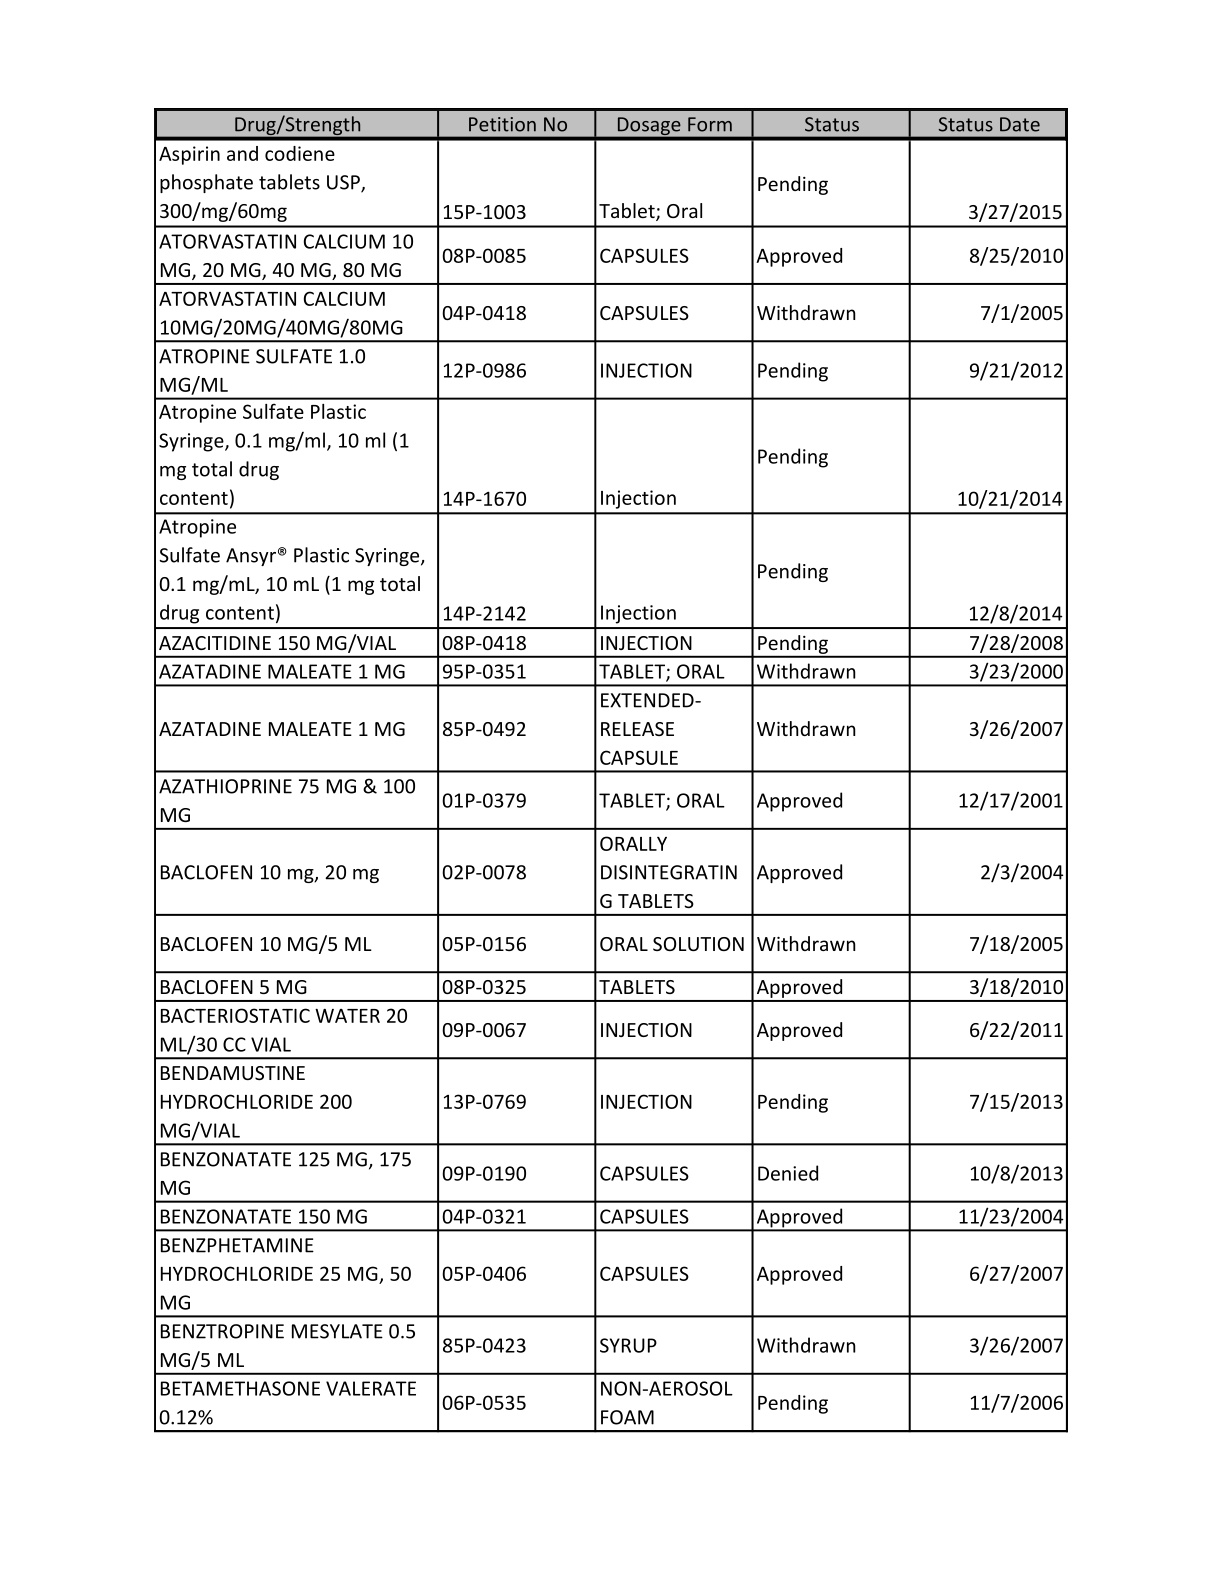 Drug/Strength Petition No Dosage Form Status Status Date
Aspirin and codiene
phosphate tablets USP,
300/mg/60mg 15P-1003 Tablet; Oral Pending 3/27/2015
ATORVASTATIN CALCIUM 10
MG, 20 MG, 40 MG, 80 MG 08P-0085 CAPSULES Approved 8/25/2010
ATORVASTATIN CALCIUM
10MG/20MG/40MG/80MG 04P-0418 CAPSULES Withdrawn 7/1/2005
ATROPINE SULFATE 1.0
MG/ML 12P-0986 INJECTION Pending 9/21/2012
Atropine Sulfate Plastic
Syringe, 0.1 mg/ml, 10 ml (1
mg total drug
content) 14P-1670 Injection Pending 10/21/2014
Atropine
Sulfate Ansyr® Plastic Syringe,
0.1 mg/mL, 10 mL (1 mg total
drug content) 14P-2142 Injection Pending 12/8/2014
AZACITIDINE 150 MG/VIAL 08P-0418 INJECTION Pending 7/28/2008
AZATADINE MALEATE 1 MG 95P-0351 TABLET; ORAL Withdrawn 3/23/2000
AZATADINE MALEATE 1 MG 85P-0492 EXTENDED-
RELEASE
CAPSULE Withdrawn 3/26/2007
AZATHIOPRINE 75 MG & 100
MG 01P-0379 TABLET; ORAL Approved 12/17/2001
BACLOFEN 10 mg, 20 mg 02P-0078 ORALLY
DISINTEGRATIN
G TABLETS Approved 2/3/2004
BACLOFEN 10 MG/5 ML 05P-0156 ORAL SOLUTION Withdrawn 7/18/2005
BACLOFEN 5 MG 08P-0325 TABLETS Approved 3/18/2010
BACTERIOSTATIC WATER 20
ML/30 CC VIAL 09P-0067 INJECTION Approved 6/22/2011
BENDAMUSTINE
HYDROCHLORIDE 200
MG/VIAL 13P-0769 INJECTION Pending 7/15/2013
BENZONATATE 125 MG, 175
MG 09P-0190 CAPSULES Denied 10/8/2013
BENZONATATE 150 MG 04P-0321 CAPSULES Approved 11/23/2004
BENZPHETAMINE
HYDROCHLORIDE 25 MG, 50
MG 05P-0406 CAPSULES Approved 6/27/2007
BENZTROPINE MESYLATE 0.5
MG/5 ML 85P-0423 SYRUP Withdrawn 3/26/2007
BETAMETHASONE VALERATE
0.12% 06P-0535 NON-AEROSOL
FOAM Pending 11/7/2006